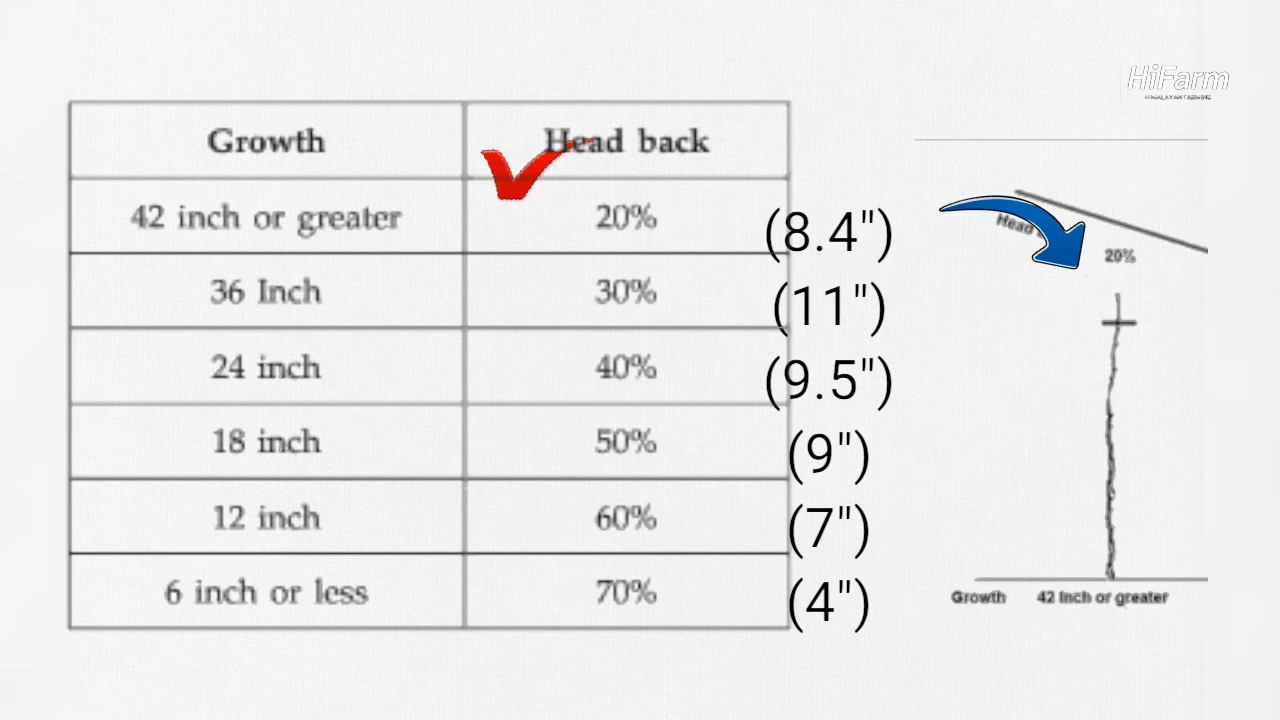 HiFarm
HIMALAYAN FARMING
Growth Head back
42 inch or greater 20% (8.4")
36 Inch 30% (11")
24 inch 40% (9.5")
18 inch 50% (9")
12 inch 60% (7")
6 inch or less 70% (4")
Head
20%
Growth 42 Inch or greater